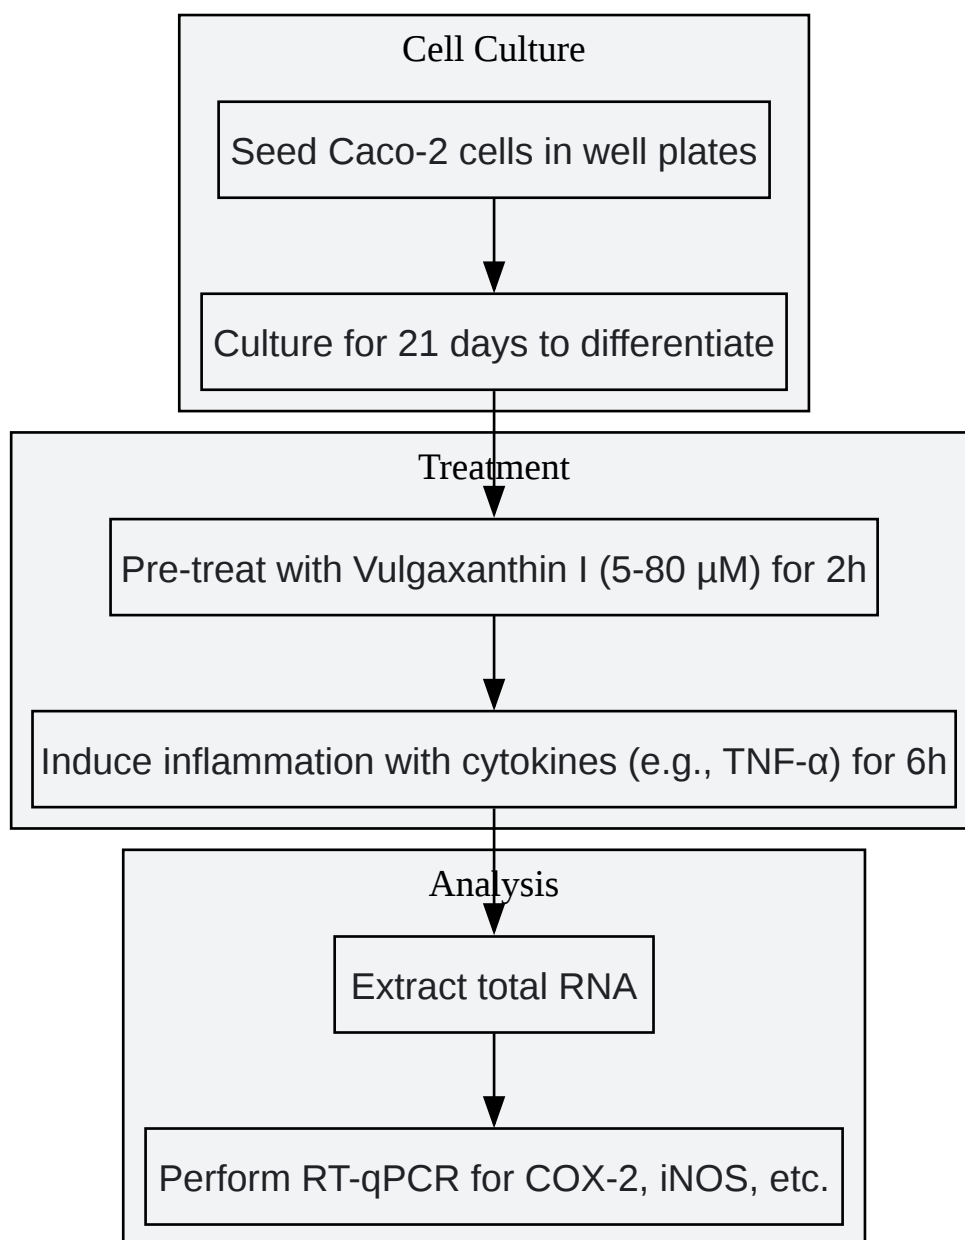 Cell Culture
Seed Caco-2 cells in well plates
Culture for 21 days to differentiate
Treatment
Pre-treat with Vulgaxanthin I (5-80 µM) for 2h
Induce inflammation with cytokines (e.g., TNF-α) for 6h
Analysis
Extract total RNA
Perform RT-qPCR for COX-2, iNOS, etc.